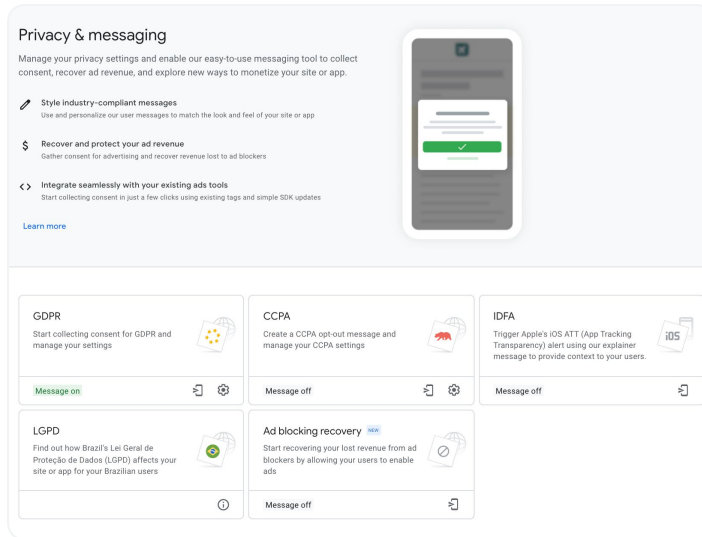 Privacy & messaging
Manage your privacy settings and enable our easy-to-use messaging tool to collect
consent, recover ad revenue, and explore new ways to monetize your site or app.
Style industry-compliant messages
Use and personalize our user messages to match the look and feel of your site or app
Recover and protect your ad revenue
Gather consent for advertising and recover revenue lost to ad blockers
Integrate seamlessly with your existing ads tools
Start collecting consent in just a few clicks using existing tags and simple SDK updates
Learn more
GDPR
Start collecting consent for GDPR and
manage your settings
Message on
CCPA
Create a CCPA opt-out message and
manage your CCPA settings
Message off
IDFA
Trigger Apple's iOS ATT (App Tracking
Transparency) alert using our explainer
message to provide context to your users.
iOS
Message off
LGPD
Find out how Brazil's Lei Geral de
Proteção de Dados (LGPD) affects your
site or app for your Brazilian users
Ad blocking recovery NEW
Start recovering your lost revenue from ad
blockers by allowing your users to enable
ads
Message off